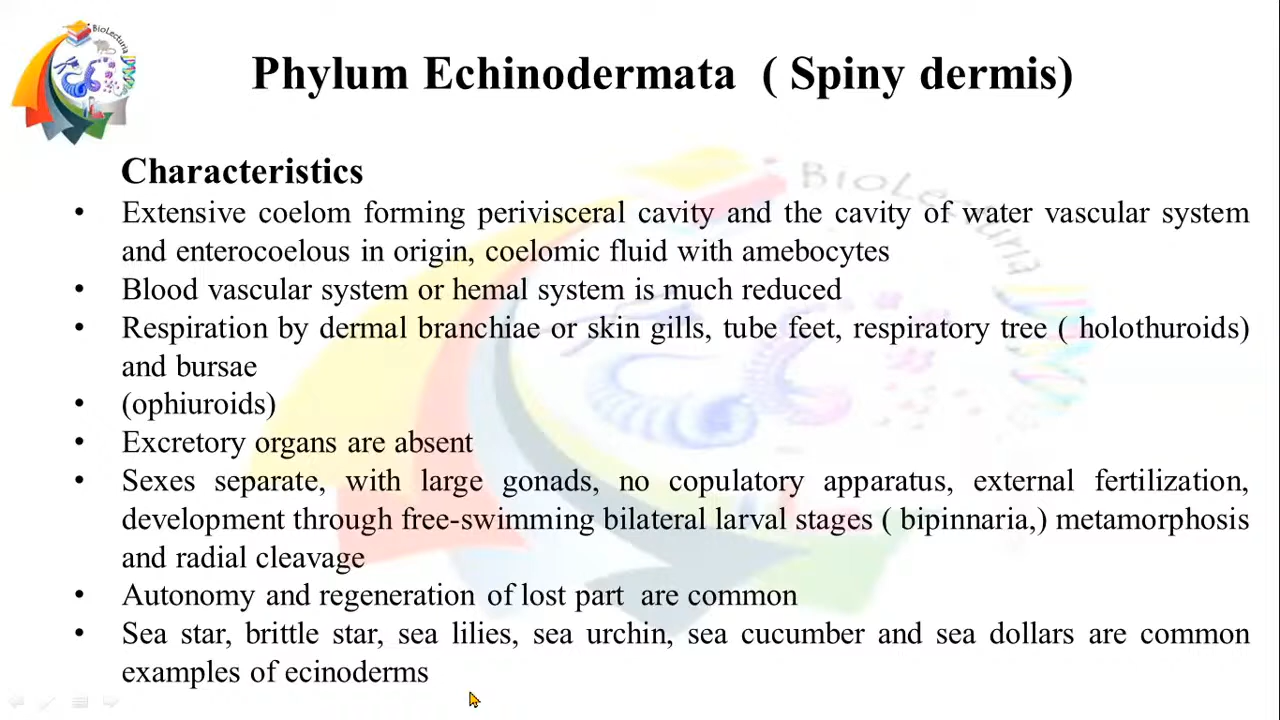 BioLecturia
Phylum Echinodermata ( Spiny dermis)
Characteristics
• Extensive coelom forming perivisceral cavity and the cavity of water vascular system
and enterocoelous in origin, coelomic fluid with amebocytes
• Blood vascular system or hemal system is much reduced
• Respiration by dermal branchiae or skin gills, tube feet, respiratory tree ( holothuroids)
and bursae
• (ophiuroids)
• Excretory organs are absent
• Sexes separate, with large gonads, no copulatory apparatus, external fertilization,
development through free-swimming bilateral larval stages ( bipinnaria,) metamorphosis
and radial cleavage
• Autonomy and regeneration of lost part are common
• Sea star, brittle star, sea lilies, sea urchin, sea cucumber and sea dollars are common
examples of ecinoderms
BioLecturia